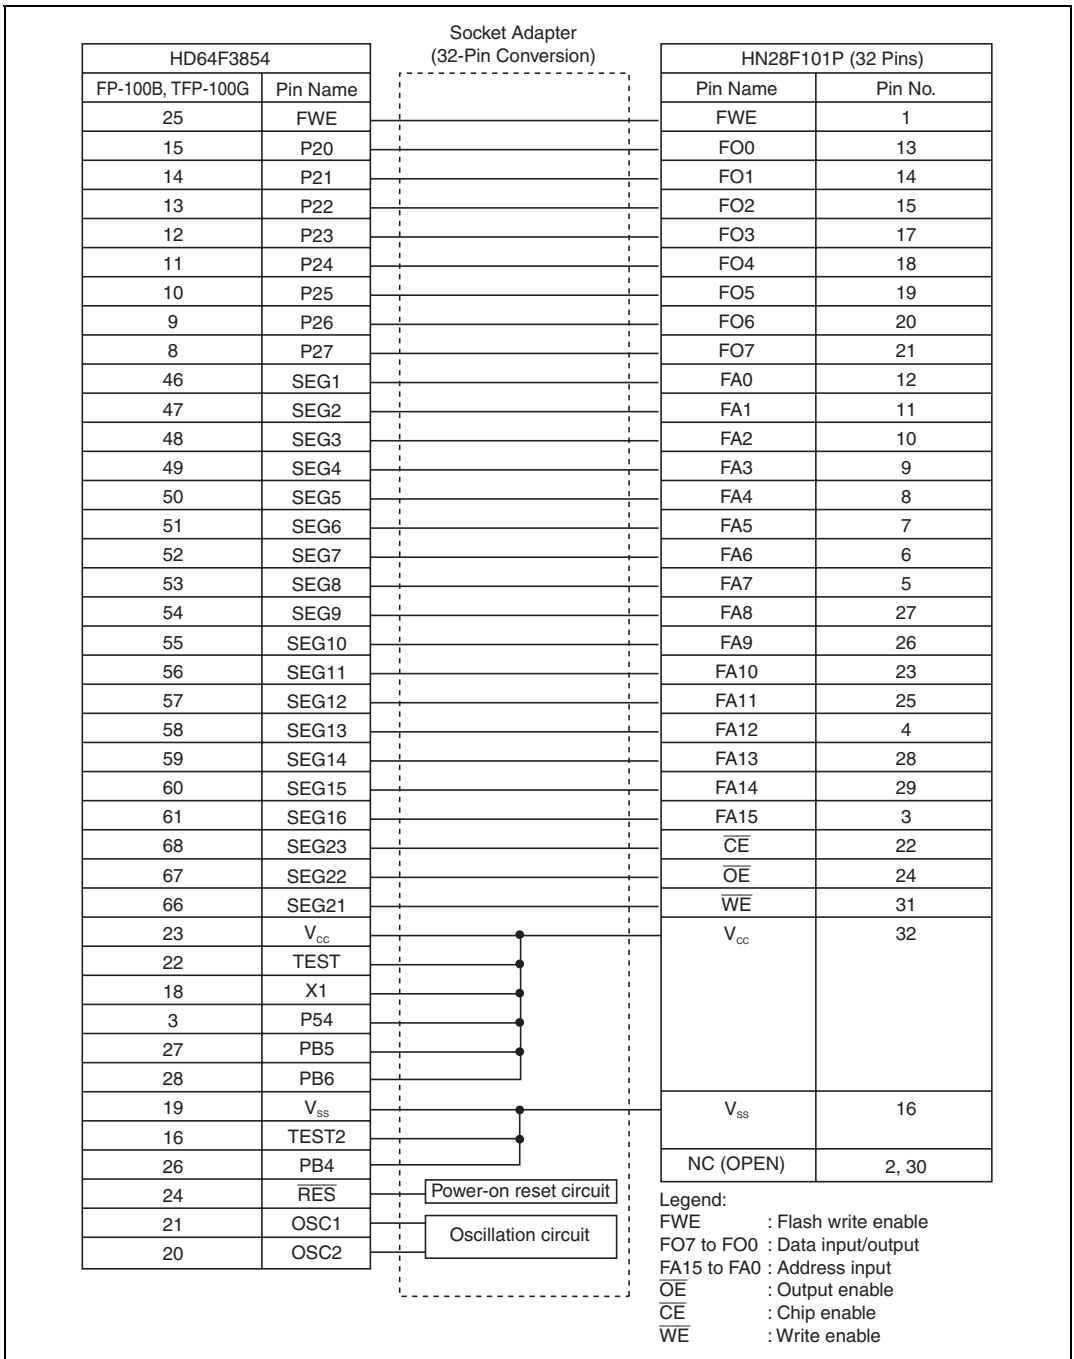 Socket Adapter
(32-Pin Conversion)
HD64F3854 HN28F101P (32 Pins)
FP-100B, TFP-100G Pin Name Pin Name Pin No.
25 FWE FWE 1
15 P20 FO0 13
14 P21 FO1 14
13 P22 FO2 15
12 P23 FO3 17
11 P24 FO4 18
10 P25 FO5 19
9 P26 FO6 20
8 P27 FO7 21
46 SEG1 FA0 12
47 SEG2 FA1 11
48 SEG3 FA2 10
49 SEG4 FA3 9
50 SEG5 FA4 8
51 SEG6 FA5 7
52 SEG7 FA6 6
53 SEG8 FA7 5
54 SEG9 FA8 27
55 SEG10 FA9 26
56 SEG11 FA10 23
57 SEG12 FA11 25
58 SEG13 FA12 4
59 SEG14 FA13 28
60 SEG15 FA14 29
61 SEG16 FA15 3
68 SEG23 C̅E̅ 22
67 SEG22 O̅E̅ 24
66 SEG21 W̅E̅ 31
23 Vcc Vcc 32
22 TEST
18 X1
3 P54
27 PB5
28 PB6
19 Vss Vss 16
16 TEST2
26 PB4 NC (OPEN) 2, 30
24 R̅E̅S̅ Power-on reset circuit
21 OSC1 Oscillation circuit
20 OSC2
Legend:
FWE : Flash write enable
FO7 to FO0 : Data input/output
FA15 to FA0 : Address input
O̅E̅ : Output enable
C̅E̅ : Chip enable
W̅E̅ : Write enable